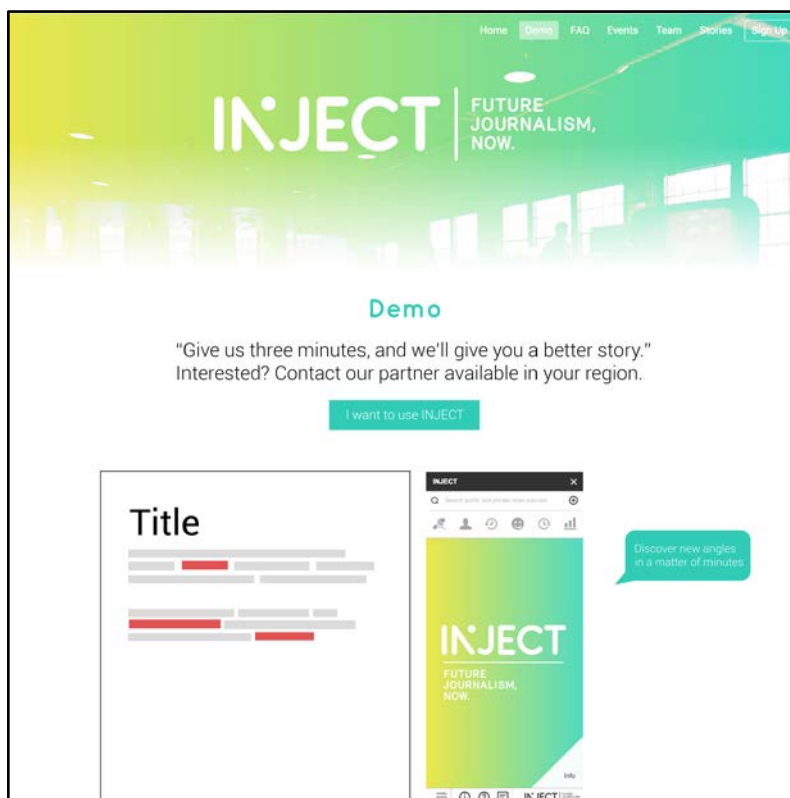 Home Demo FAQ Events Team Stories Sign Up
INJECT
FUTURE
JOURNALISM,
NOW.
Demo
“Give us three minutes, and we'll give you a better story.”
Interested? Contact our partner available in your region.
I want to use INJECT
Title
INJECT
Discover new angles
in a matter of minutes
INJECT
FUTURE
JOURNALISM,
NOW.
Info
INJECT